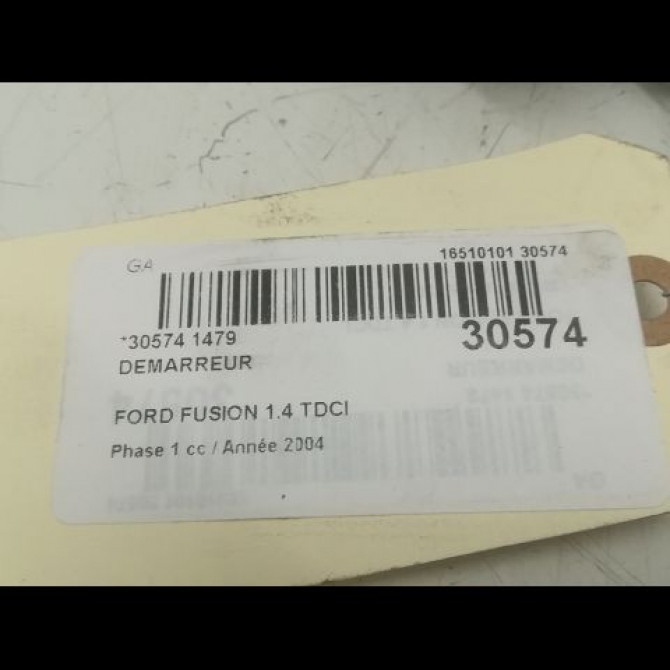 GA
16510101 30574
*30574 1479
30574
DEMARREUR
FORD FUSION 1.4 TDCI
Phase 1 cc / Année 2004